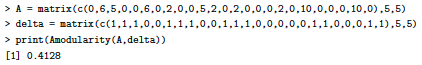 > A = matrix(c(0,6,5,0,0,6,0,2,0,0,5,2,0,2,0,0,0,2,0,10,0,0,0,10,0),5,5)
> delta = matrix(c(1,1,1,0,0,1,1,1,0,0,1,1,1,0,0,0,0,0,1,1,0,0,0,1,1),5,5)
> print(Amodularity(A,delta))
[1] 0.4128